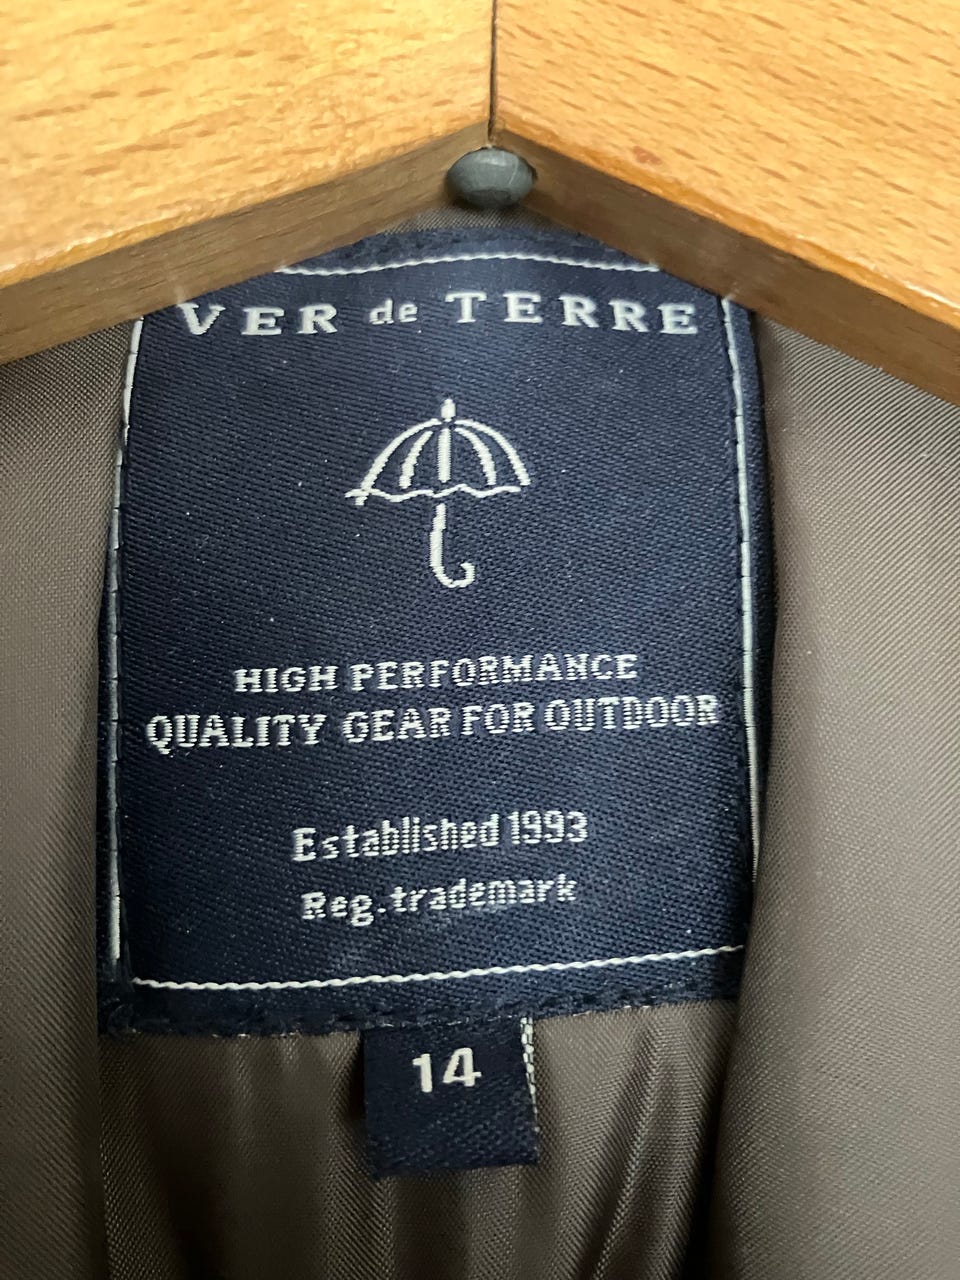 VER de TERRE
HIGH PERFORMANCE
QUALITY GEAR FOR OUTDOOR
Established 1993
Reg. trademark
14